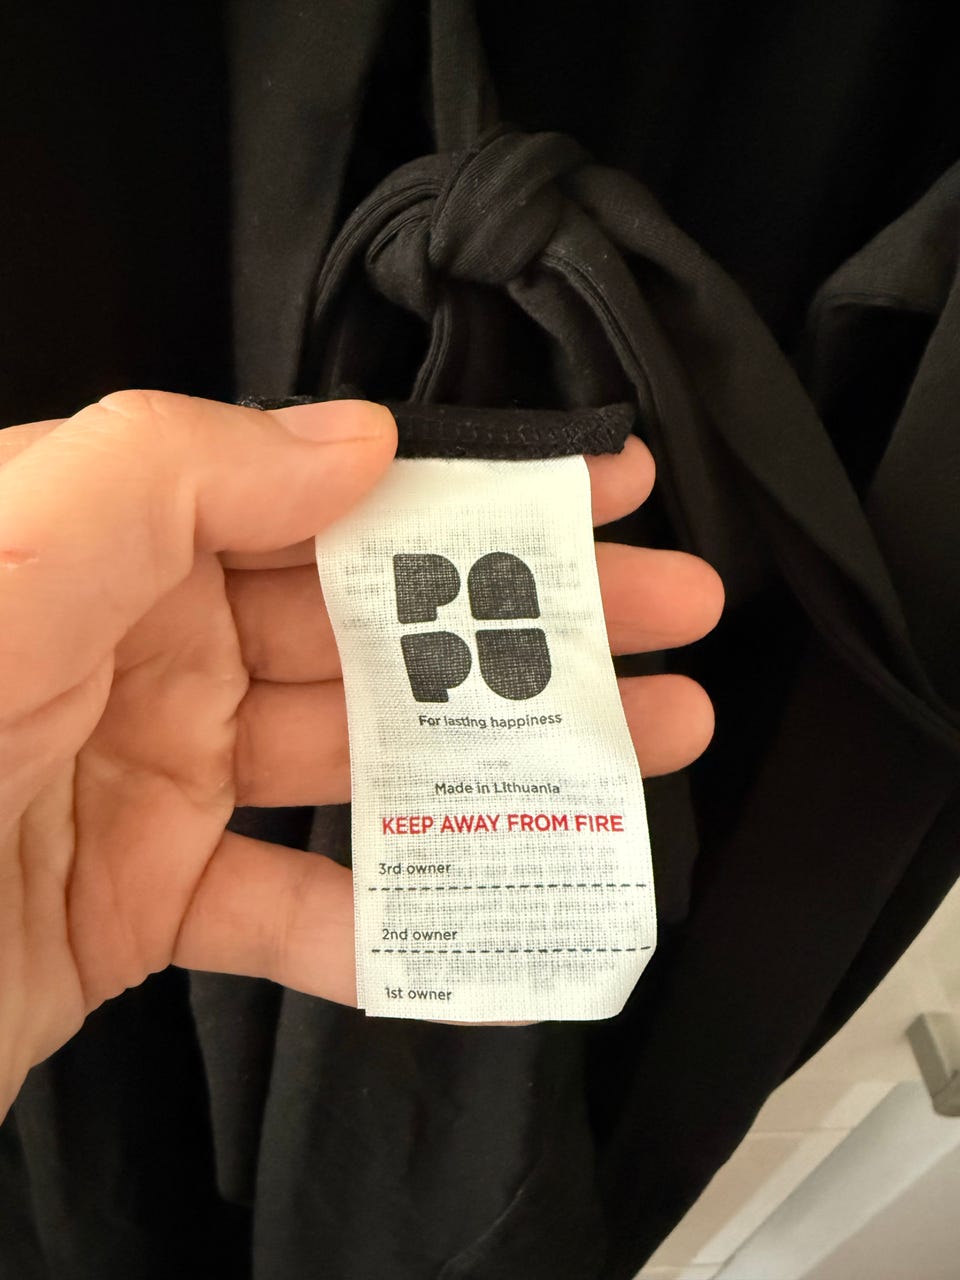 PA
PU
For lasting happiness
Made in Lithuania
KEEP AWAY FROM FIRE
3rd owner
2nd owner
1st owner